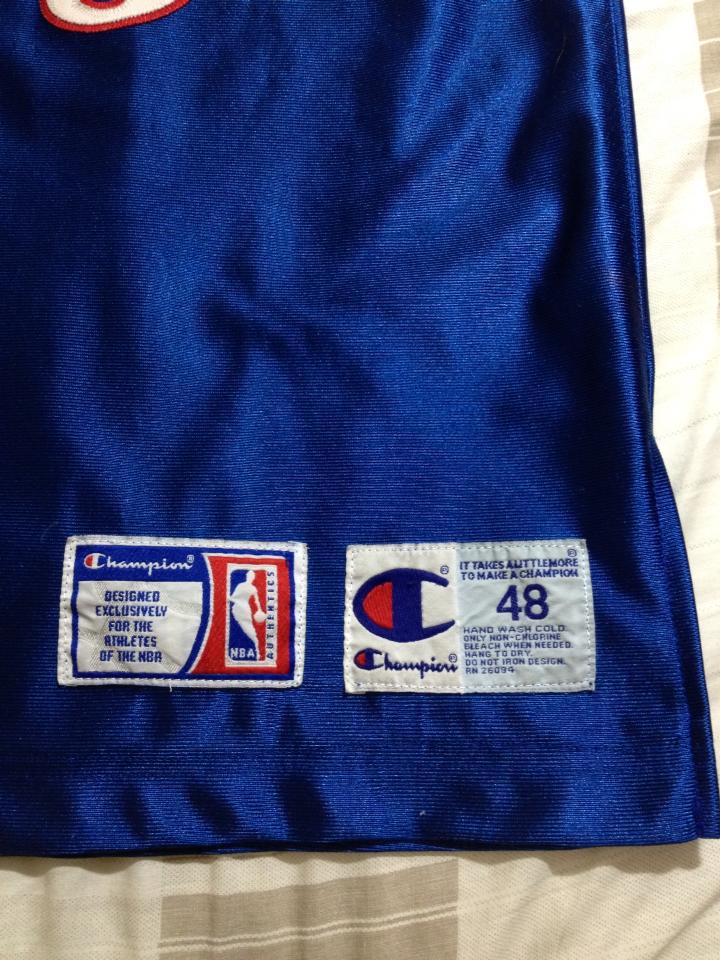 Champion®
DESIGNED
EXCLUSIVELY
FOR THE
ATHLETES
OF THE NBA
NBA
AUTHENTICS
®
IT TAKES A LITTLE MORE
TO MAKE A CHAMPION
®
48
HAND WASH COLD.
ONLY NON-CHLORINE
BLEACH WHEN NEEDED.
HANG TO DRY.
DO NOT IRON DESIGN.
RN 26094
Champion®